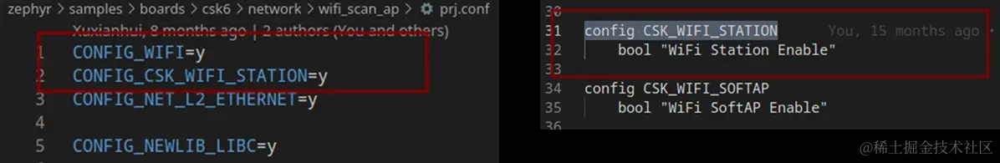 zephyr > samples > boards > csk6 > network > wifi_scan_ap > prj.conf
Xuxianhui, 8 months ago | 2 authors (You and others)
1 CONFIG_WIFI=y
2 CONFIG_CSK_WIFI_STATION=y
3 CONFIG_NET_L2_ETHERNET=y
4
5 CONFIG_NEWLIB_LIBC=y
30
31 config CSK_WIFI_STATION You, 15 months ago •
32 bool "WiFi Station Enable"
33
34 config CSK_WIFI_SOFTAP
35 bool "WiFi SoftAP Enable"
36
@稀土掘金技术社区